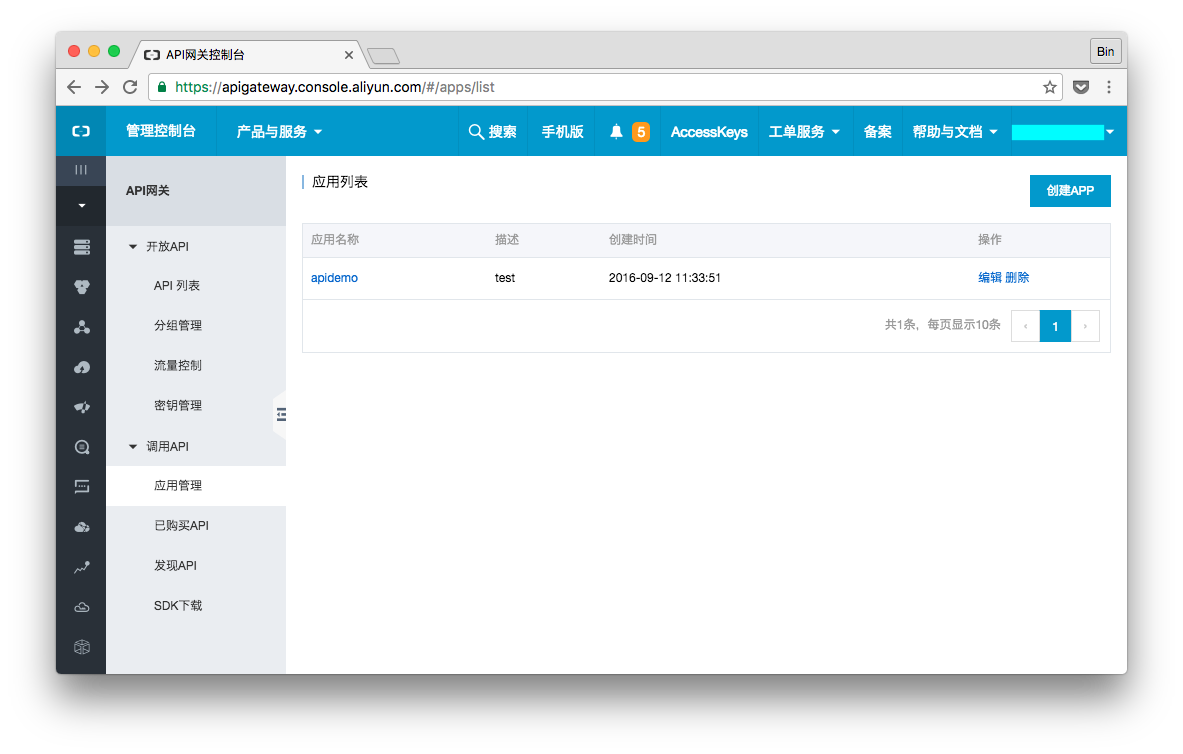 API网关控制台
Bin
https://apigateway.console.aliyun.com/#/apps/list
管理控制台 产品与服务 搜索 手机版 5 AccessKeys 工单服务 备案 帮助与文档
API网关
开放API
API 列表
分组管理
流量控制
密钥管理
调用API
应用管理
已购买API
发现API
SDK下载
应用列表
创建APP
应用名称 描述 创建时间 操作
apidemo test 2016-09-12 11:33:51 编辑 删除
共1条，每页显示10条 ‹ 1 ›